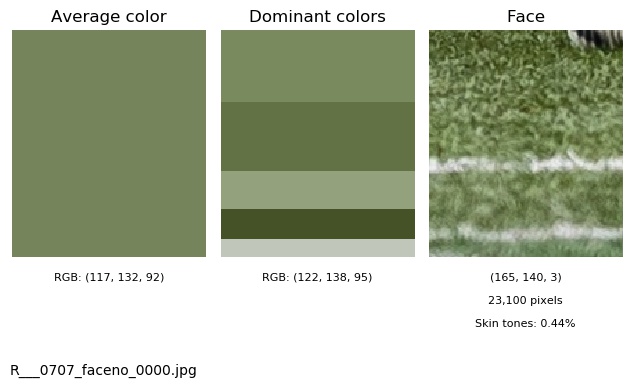 Average color
Dominant colors
Face
RGB: (117, 132, 92)
RGB: (122, 138, 95)
(165, 140, 3)
23,100 pixels
Skin tones: 0.44%
R___0707_faceno_0000.jpg